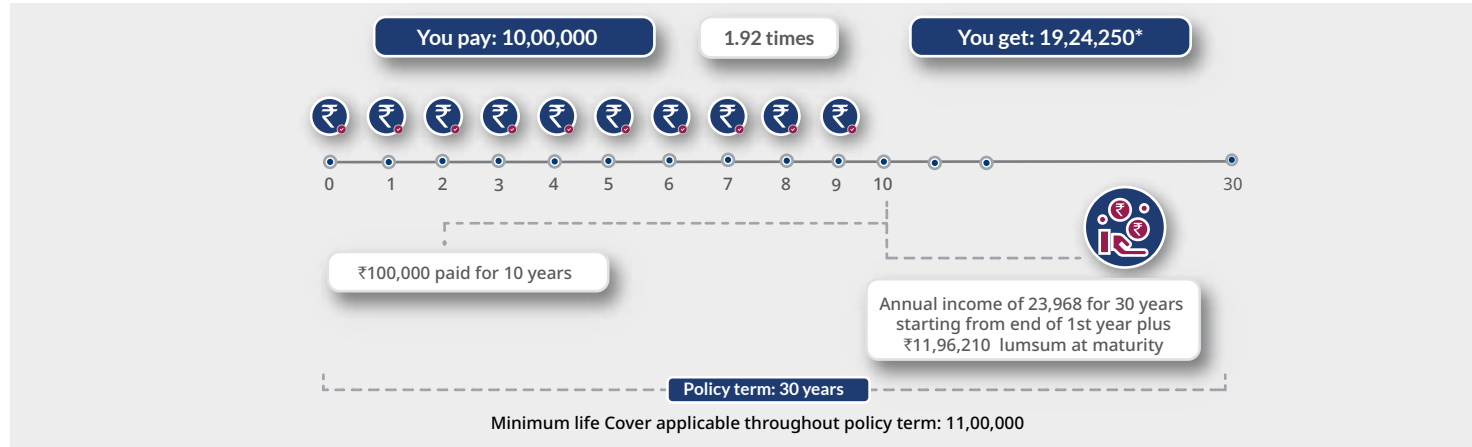 You pay: 10,00,000
1.92 times
You get: 19,24,250*
₹ ₹ ₹ ₹ ₹ ₹ ₹ ₹ ₹ ₹
0 1 2 3 4 5 6 7 8 9 10 30
₹ ₹
₹100,000 paid for 10 years
Annual income of 23,968 for 30 years
starting from end of 1st year plus
₹11,96,210 lumsum at maturity
Policy term: 30 years
Minimum life Cover applicable throughout policy term: 11,00,000